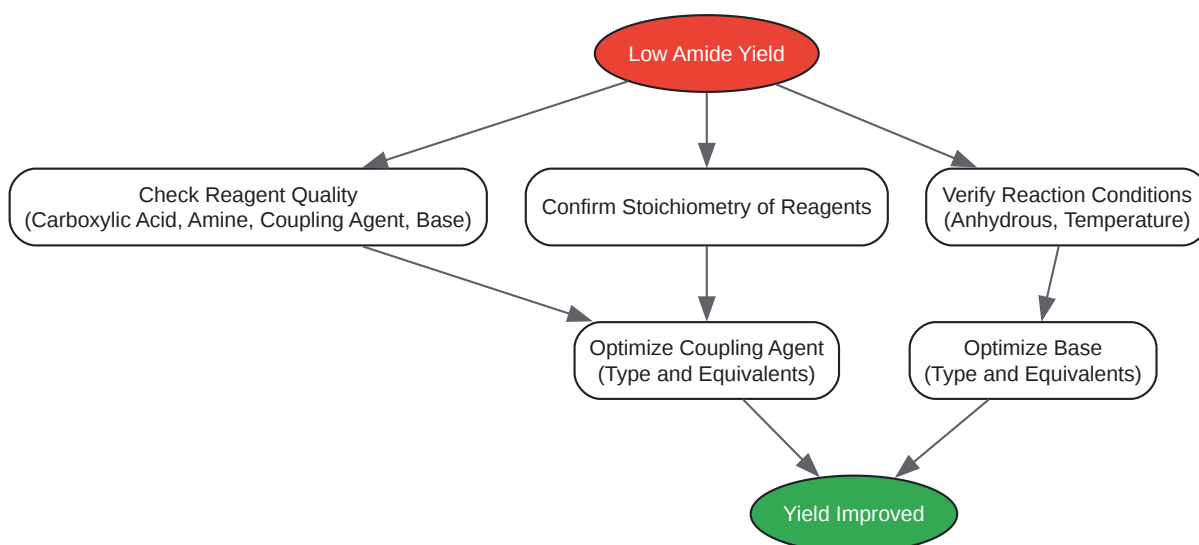 Low Amide Yield
Check Reagent Quality
(Carboxylic Acid, Amine, Coupling Agent, Base)
Confirm Stoichiometry of Reagents
Verify Reaction Conditions
(Anhydrous, Temperature)
Optimize Coupling Agent
(Type and Equivalents)
Optimize Base
(Type and Equivalents)
Yield Improved